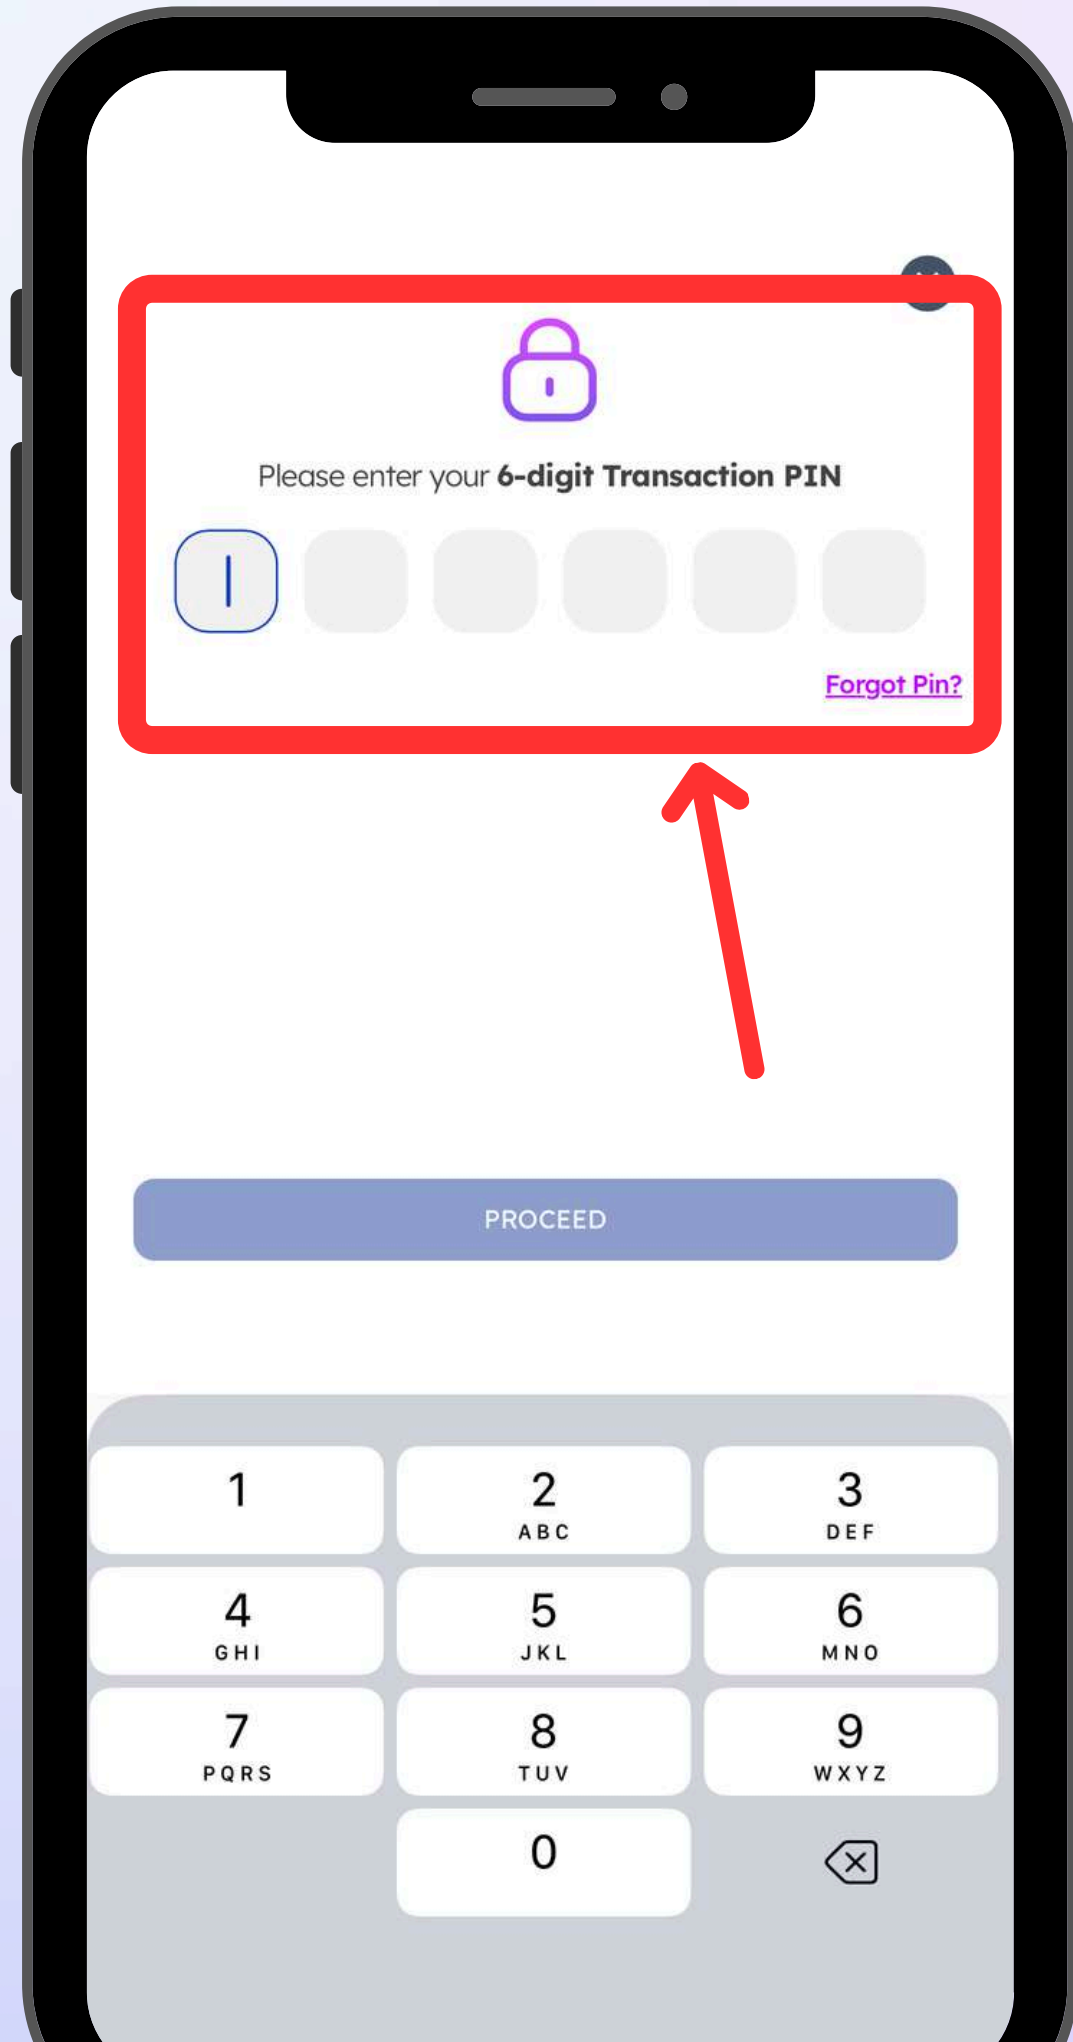 Please enter your 6-digit Transaction PIN
Forgot Pin?
PROCEED
1
2
3
ABC
DEF
4
5
6
GHI
JKL
MNO
7
8
9
PQRS
TUV
WXYZ
0